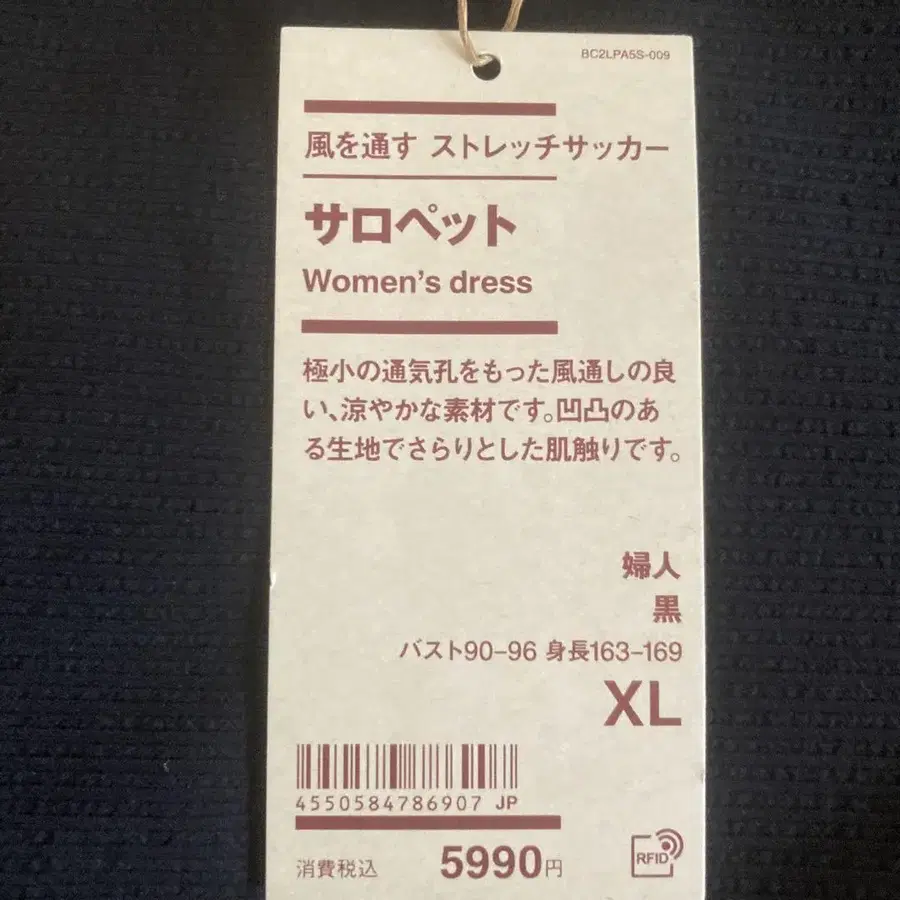 BC2LPA5S-009
風を通す ストレッチサッカー
サロペット
Women's dress
極小の通気孔をもった風通しの良
い、涼やかな素材です。凹凸のあ
る生地でさらりとした肌触りです。
婦人
黒
バスト90-96 身長163-169
XL
4550584786907 JP
消費税込 5990円
RFID